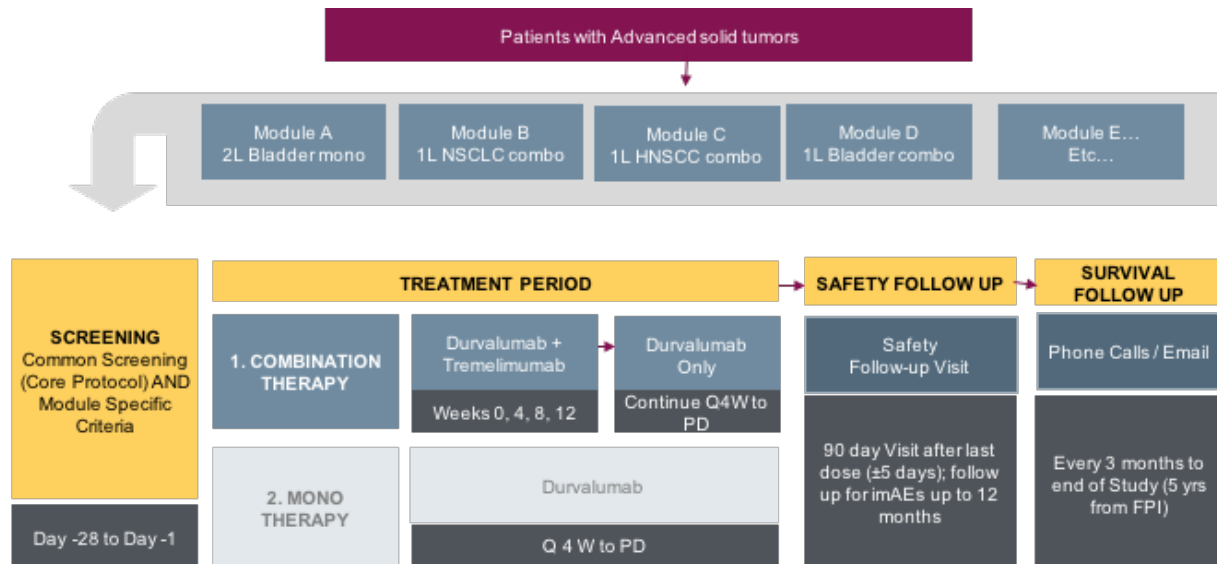 Patients with Advanced solid tumors
Module A
2L Bladder mono
Module B
1L NSCLC combo
Module C
1L HNSCC combo
Module D
1L Bladder combo
Module E...
Etc...
SCREENING
Common Screening
(Core Protocol) AND
Module Specific
Criteria
Day -28 to Day -1
TREATMENT PERIOD
1. COMBINATION
THERAPY
Durvalumab +
Tremelimumab
Weeks 0, 4, 8, 12
Durvalumab
Only
Continue Q4W to
PD
2. MONO
THERAPY
Durvalumab
Q 4 W to PD
SAFETY FOLLOW UP
Safety
Follow-up Visit
90 day Visit after last
dose (±5 days); follow
up for imAEs up to 12
months
SURVIVAL
FOLLOW UP
Phone Calls / Email
Every 3 months to
end of Study (5 yrs
from FPI)